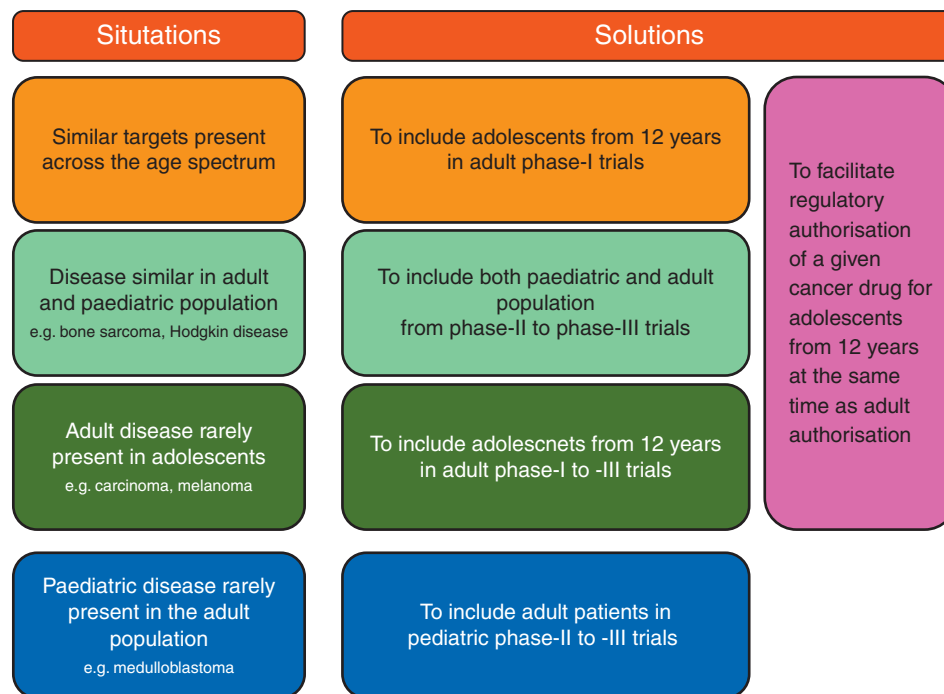 Situtations
Solutions
Similar targets present
across the age spectrum
To include adolescents from 12 years
in adult phase-I trials
Disease similar in adult
and paediatric population
e.g. bone sarcoma, Hodgkin disease
To include both paediatric and adult
population
from phase-II to phase-III trials
Adult disease rarely
present in adolescents
e.g. carcinoma, melanoma
To include adolescnets from 12 years
in adult phase-I to -III trials
Paediatric disease rarely
present in the adult
population
e.g. medulloblastoma
To include adult patients in
pediatric phase-II to -III trials
To facilitate
regulatory
authorisation
of a given
cancer drug for
adolescents
from 12 years
at the same
time as adult
authorisation